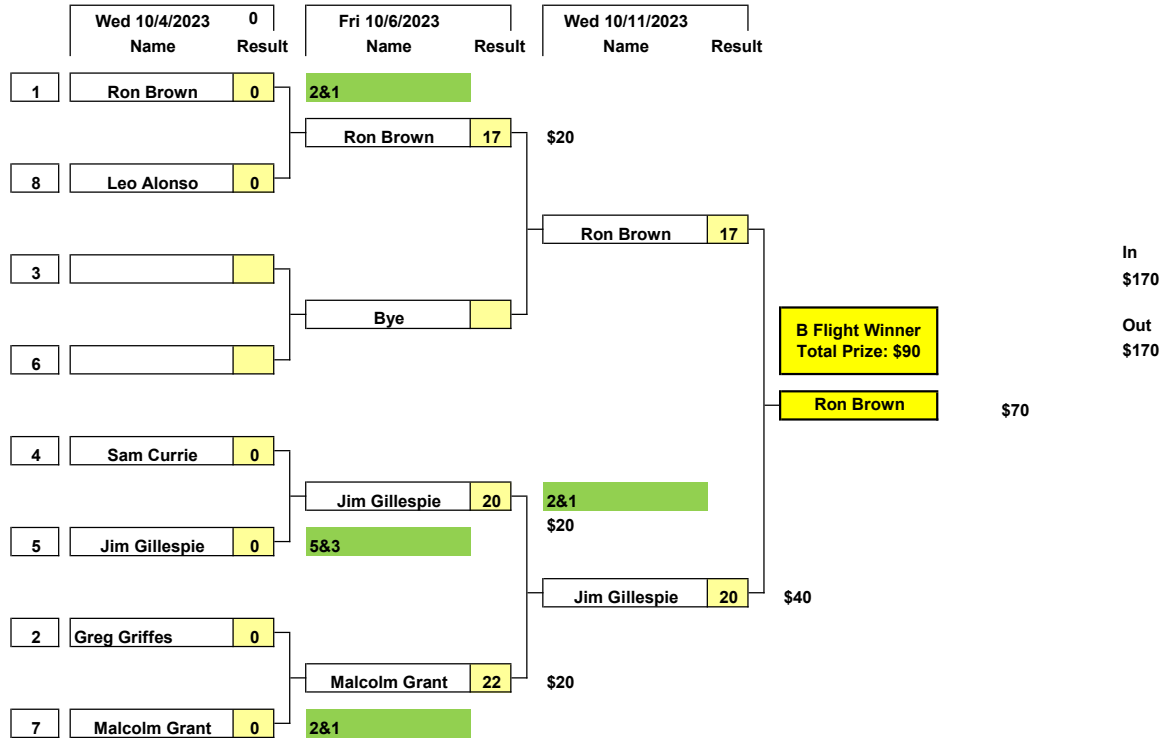 Wed 10/4/2023 0 Fri 10/6/2023 Wed 10/11/2023
Name Result Name Result Name Result
1 Ron Brown 0 2&1
Ron Brown 17 $20
8 Leo Alonso 0
Ron Brown 17
In
3
$170
Bye
B Flight Winner
Out
Total Prize: $90
$170
6
Ron Brown
$70
4 Sam Currie 0
Jim Gillespie 20 2&1
$20
5 Jim Gillespie 0 5&3
Jim Gillespie 20 $40
2 Greg Griffes 0
Malcolm Grant 22 $20
7 Malcolm Grant 0 2&1